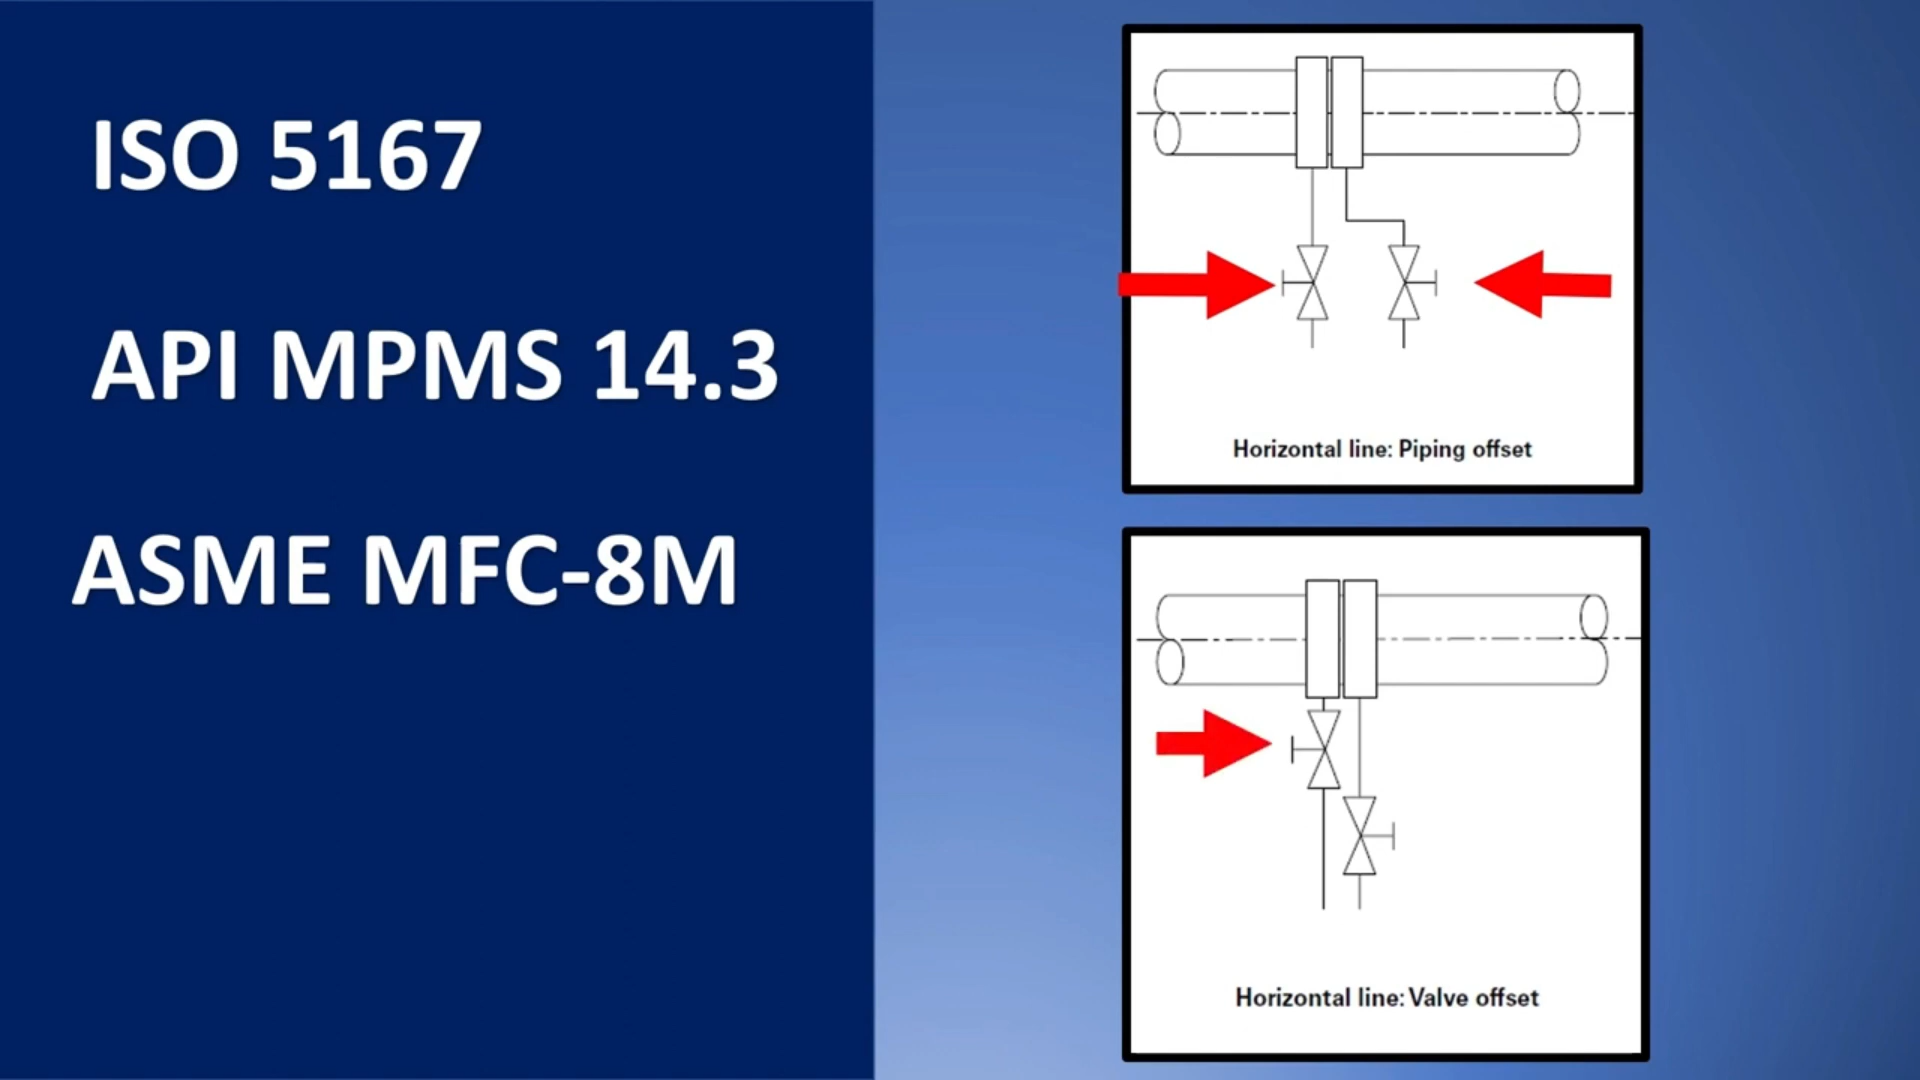 ISO 5167
API MPMS 14.3
ASME MFC-8M
Horizontal line: Piping offset
Horizontal line: Valve offset